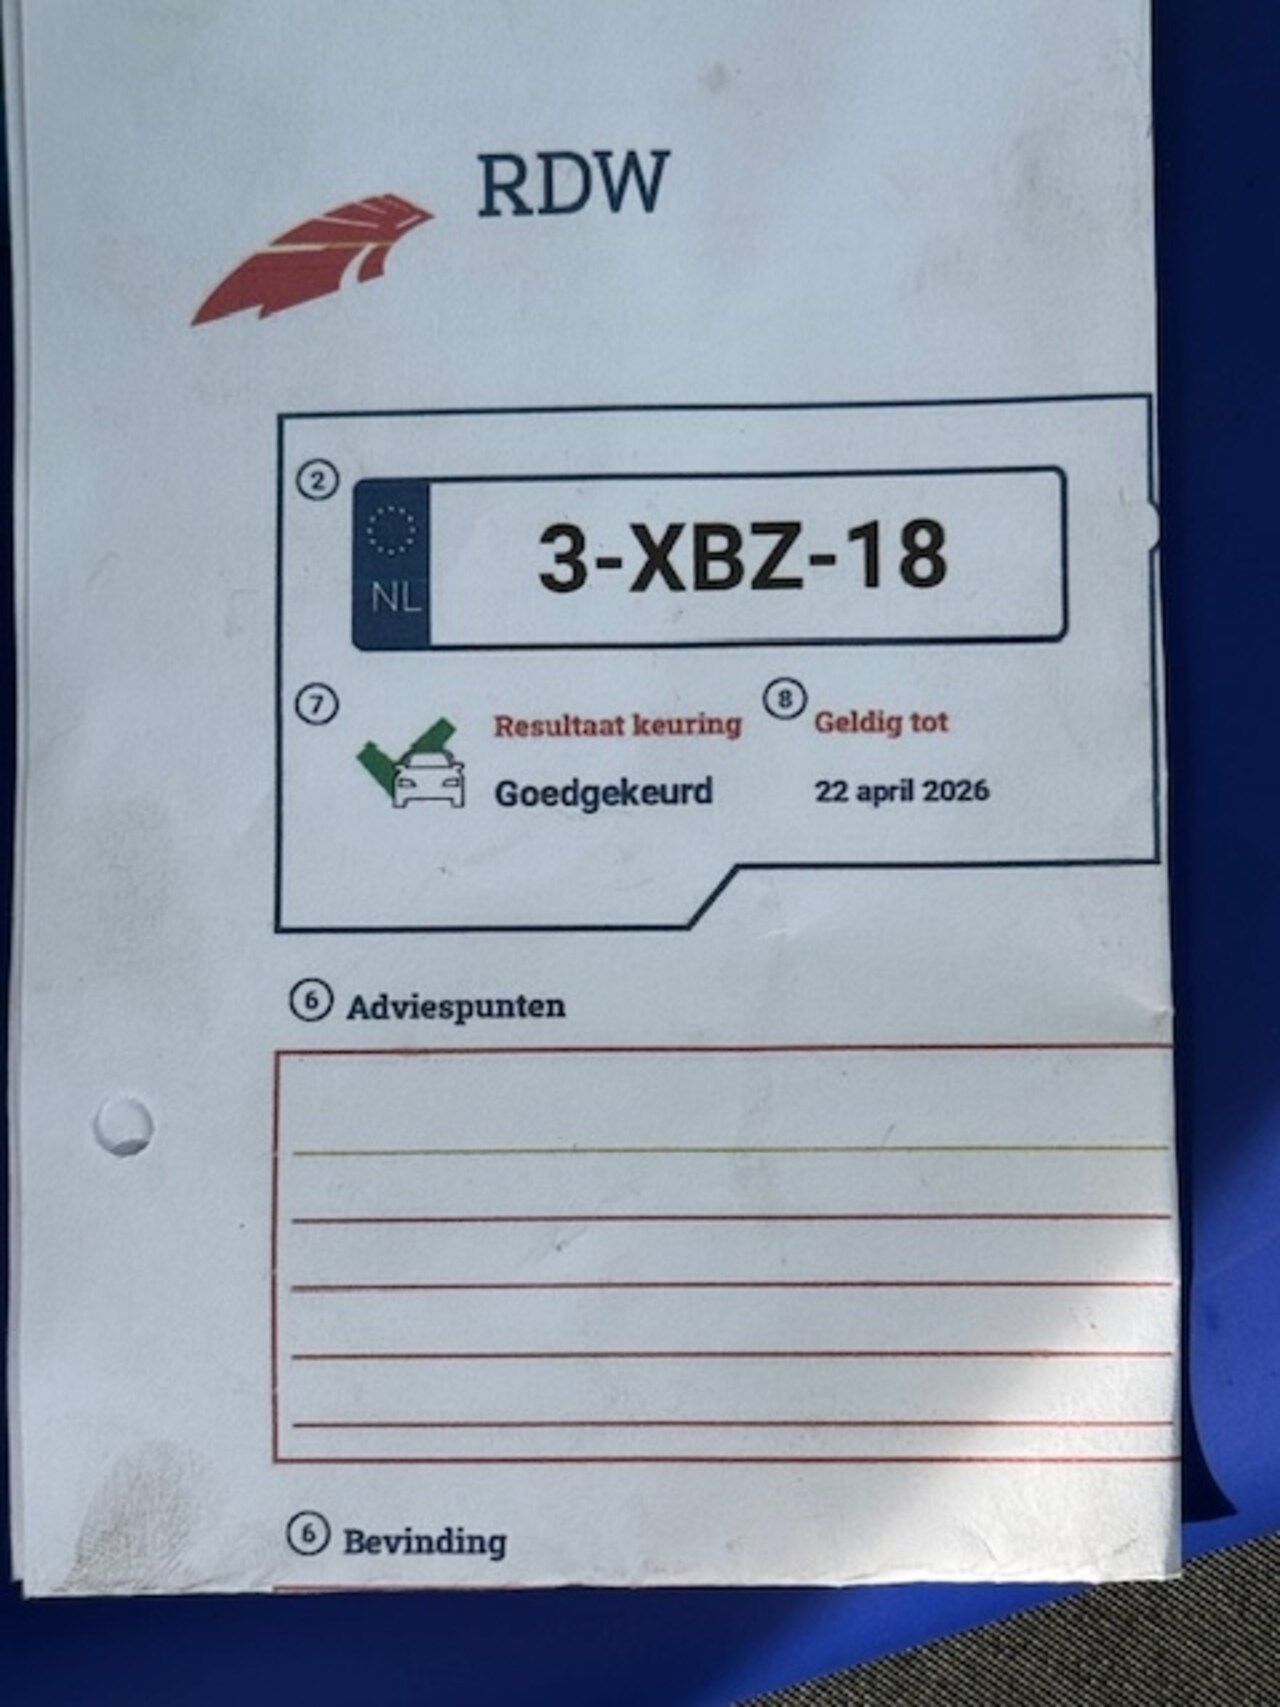 RDW
2
NL
3-XBZ-18
7
Resultaat keuring
8
Geldig tot
Goedgekeurd
22 april 2026
6 Adviespunten
6 Bevinding